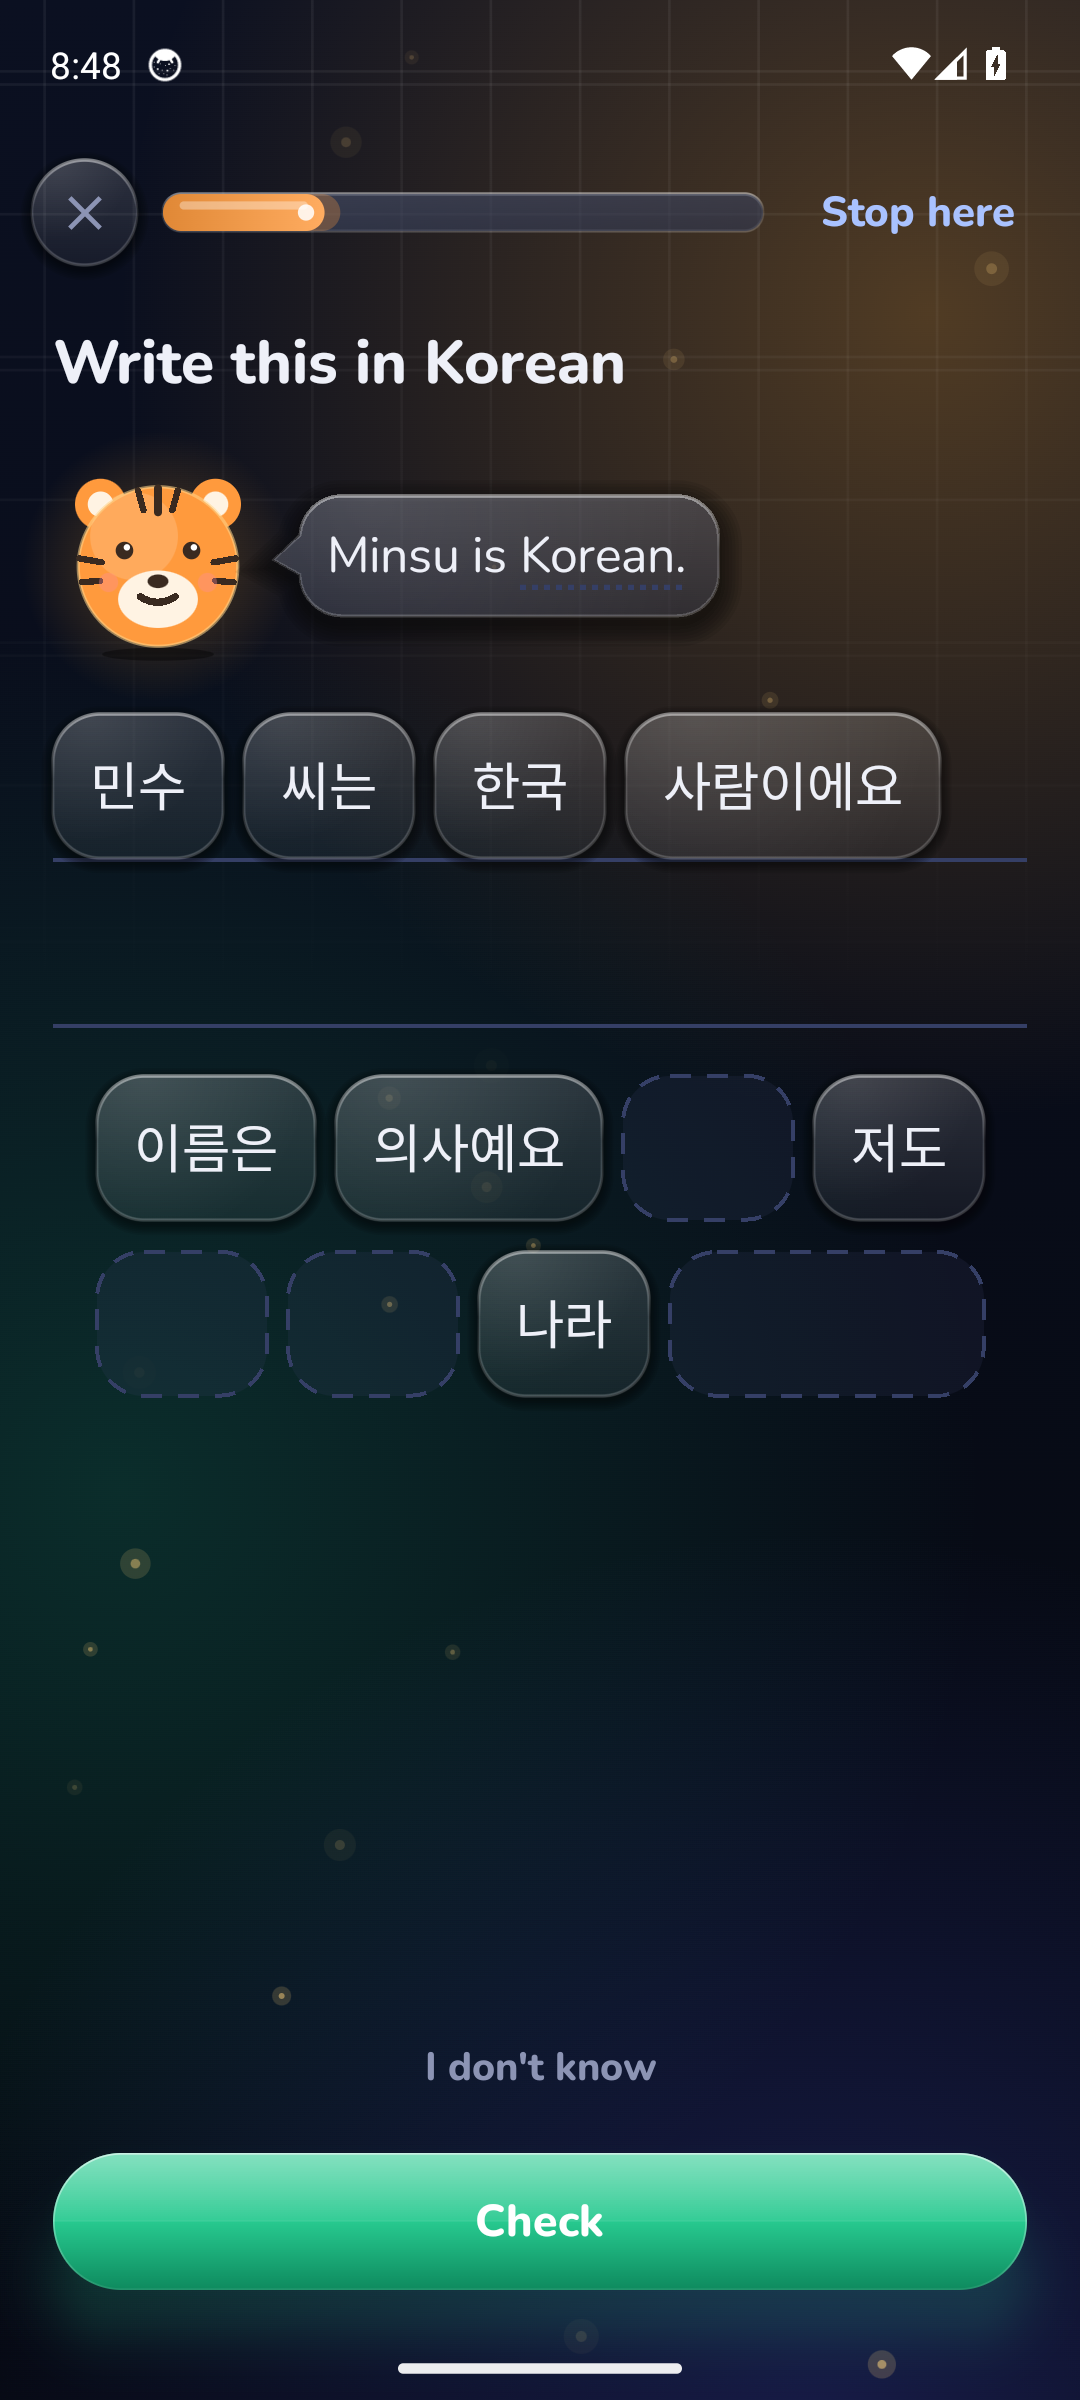 8:48
Stop here
Write this in Korean
Minsu is Korean.
민수 씨는 한국 사람이에요
이름은 의사예요 저도
나라
I don't know
Check